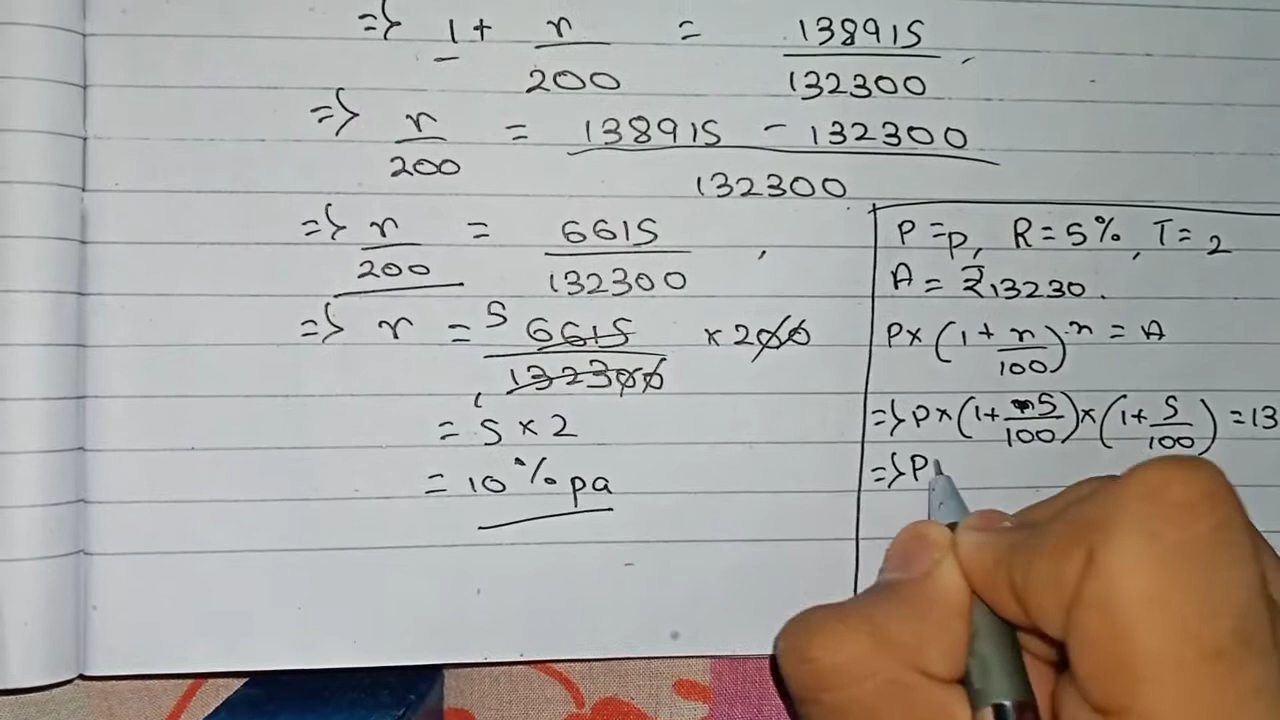 => 1 + r/200 = 138915/132300
=> r/200 = 138915 - 132300/132300
=> r/200 = 6615/132300
=> r = 5 6615/132300 1 × 200
= 5 × 2
= 10% pa
P = p, R = 5%, T = 2
A = ₹13230.
P × (1 + r/100)^n = A
=> P × (1 + 5/100) × (1 + 5/100) = 13
=> P